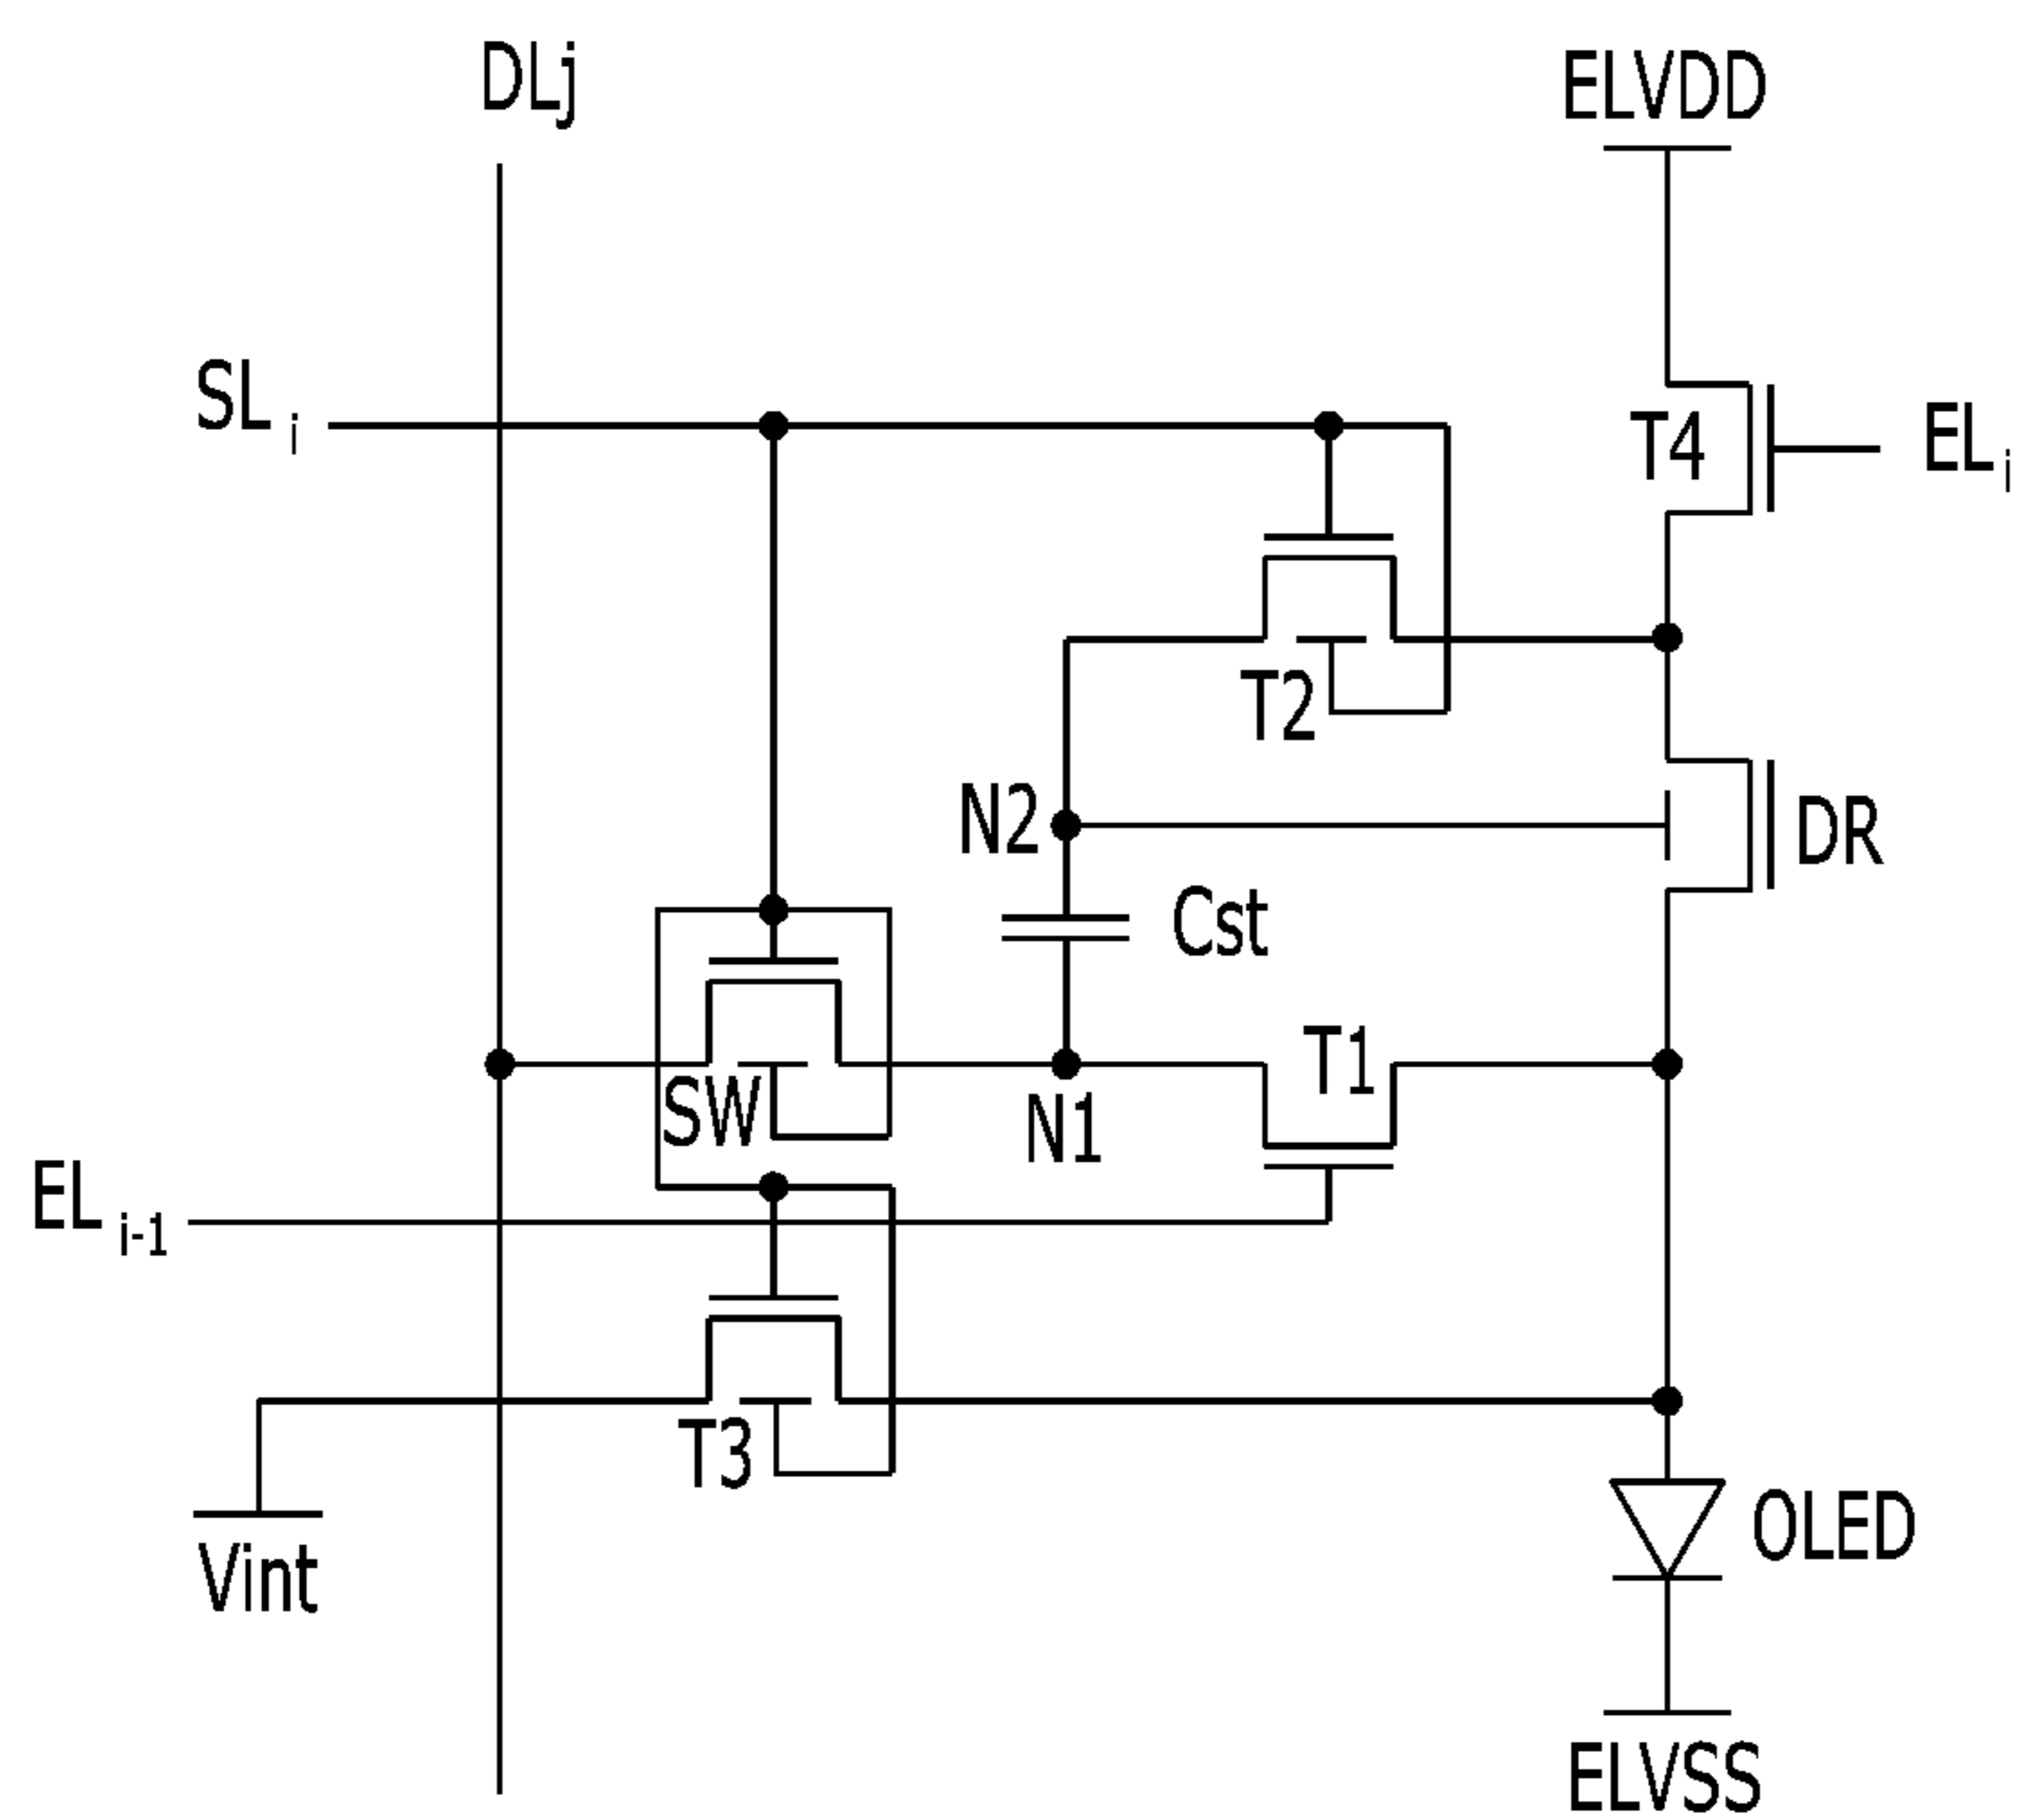 DLj
ELVDD
SL i
T4
EL i
T2
N2
DR
Cst
T1
SW
N1
EL i-1
T3
OLED
Vint
ELVSS